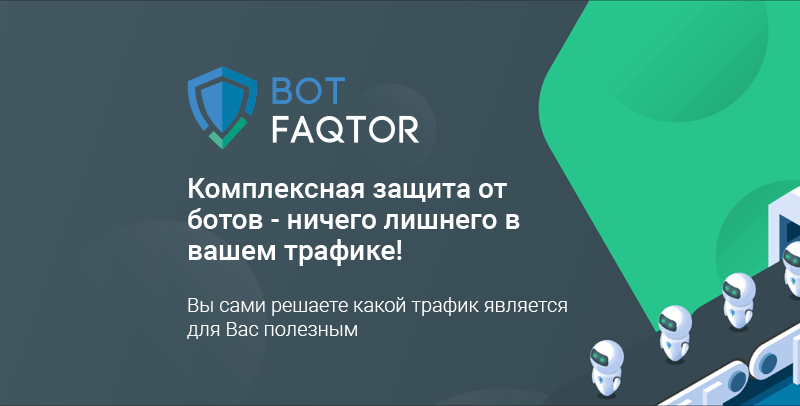 BOT
FAQTOR
Комплексная защита от
ботов - ничего лишнего в
вашем трафике!
Вы сами решаете какой трафик является
для Вас полезным